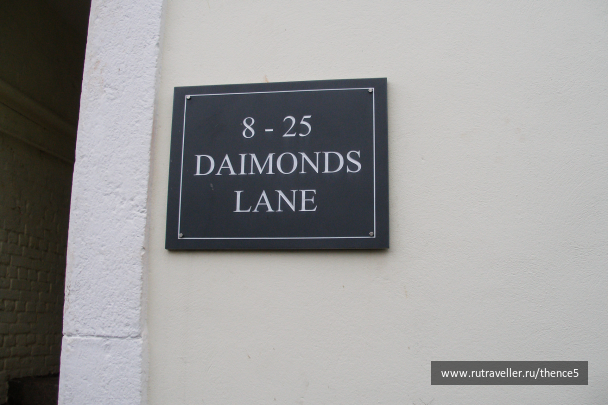 8 - 25
DAIMONDS
LANE
www.rutraveller.ru/thence5